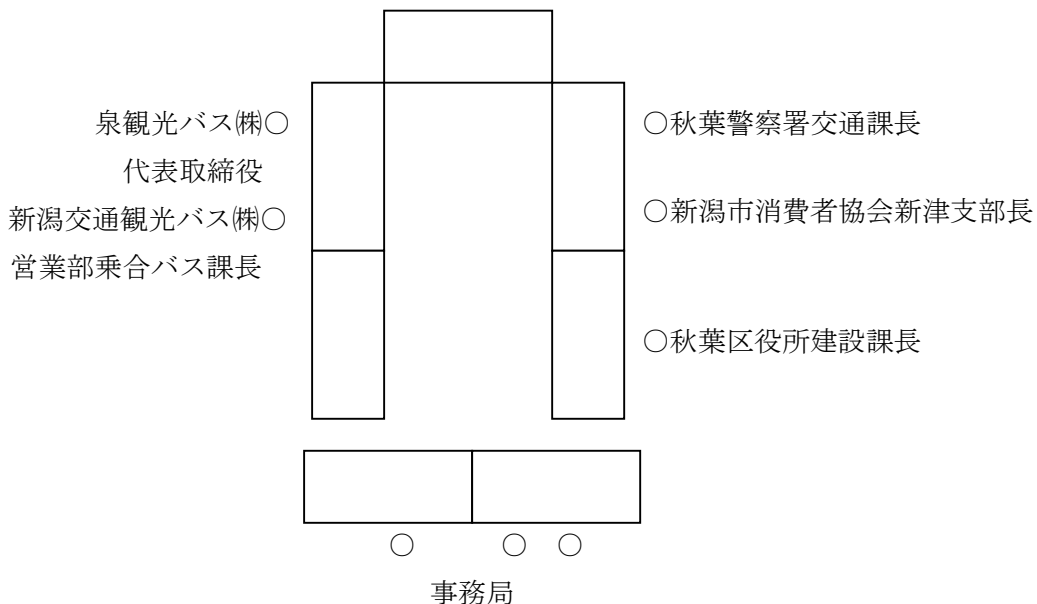 泉観光バス㈱○
代表取締役
新潟交通観光バス㈱○
営業部乗合バス課長
○秋葉警察署交通課長
○新潟市消費者協会新津支部長
○秋葉区役所建設課長
○ ○ ○
事務局